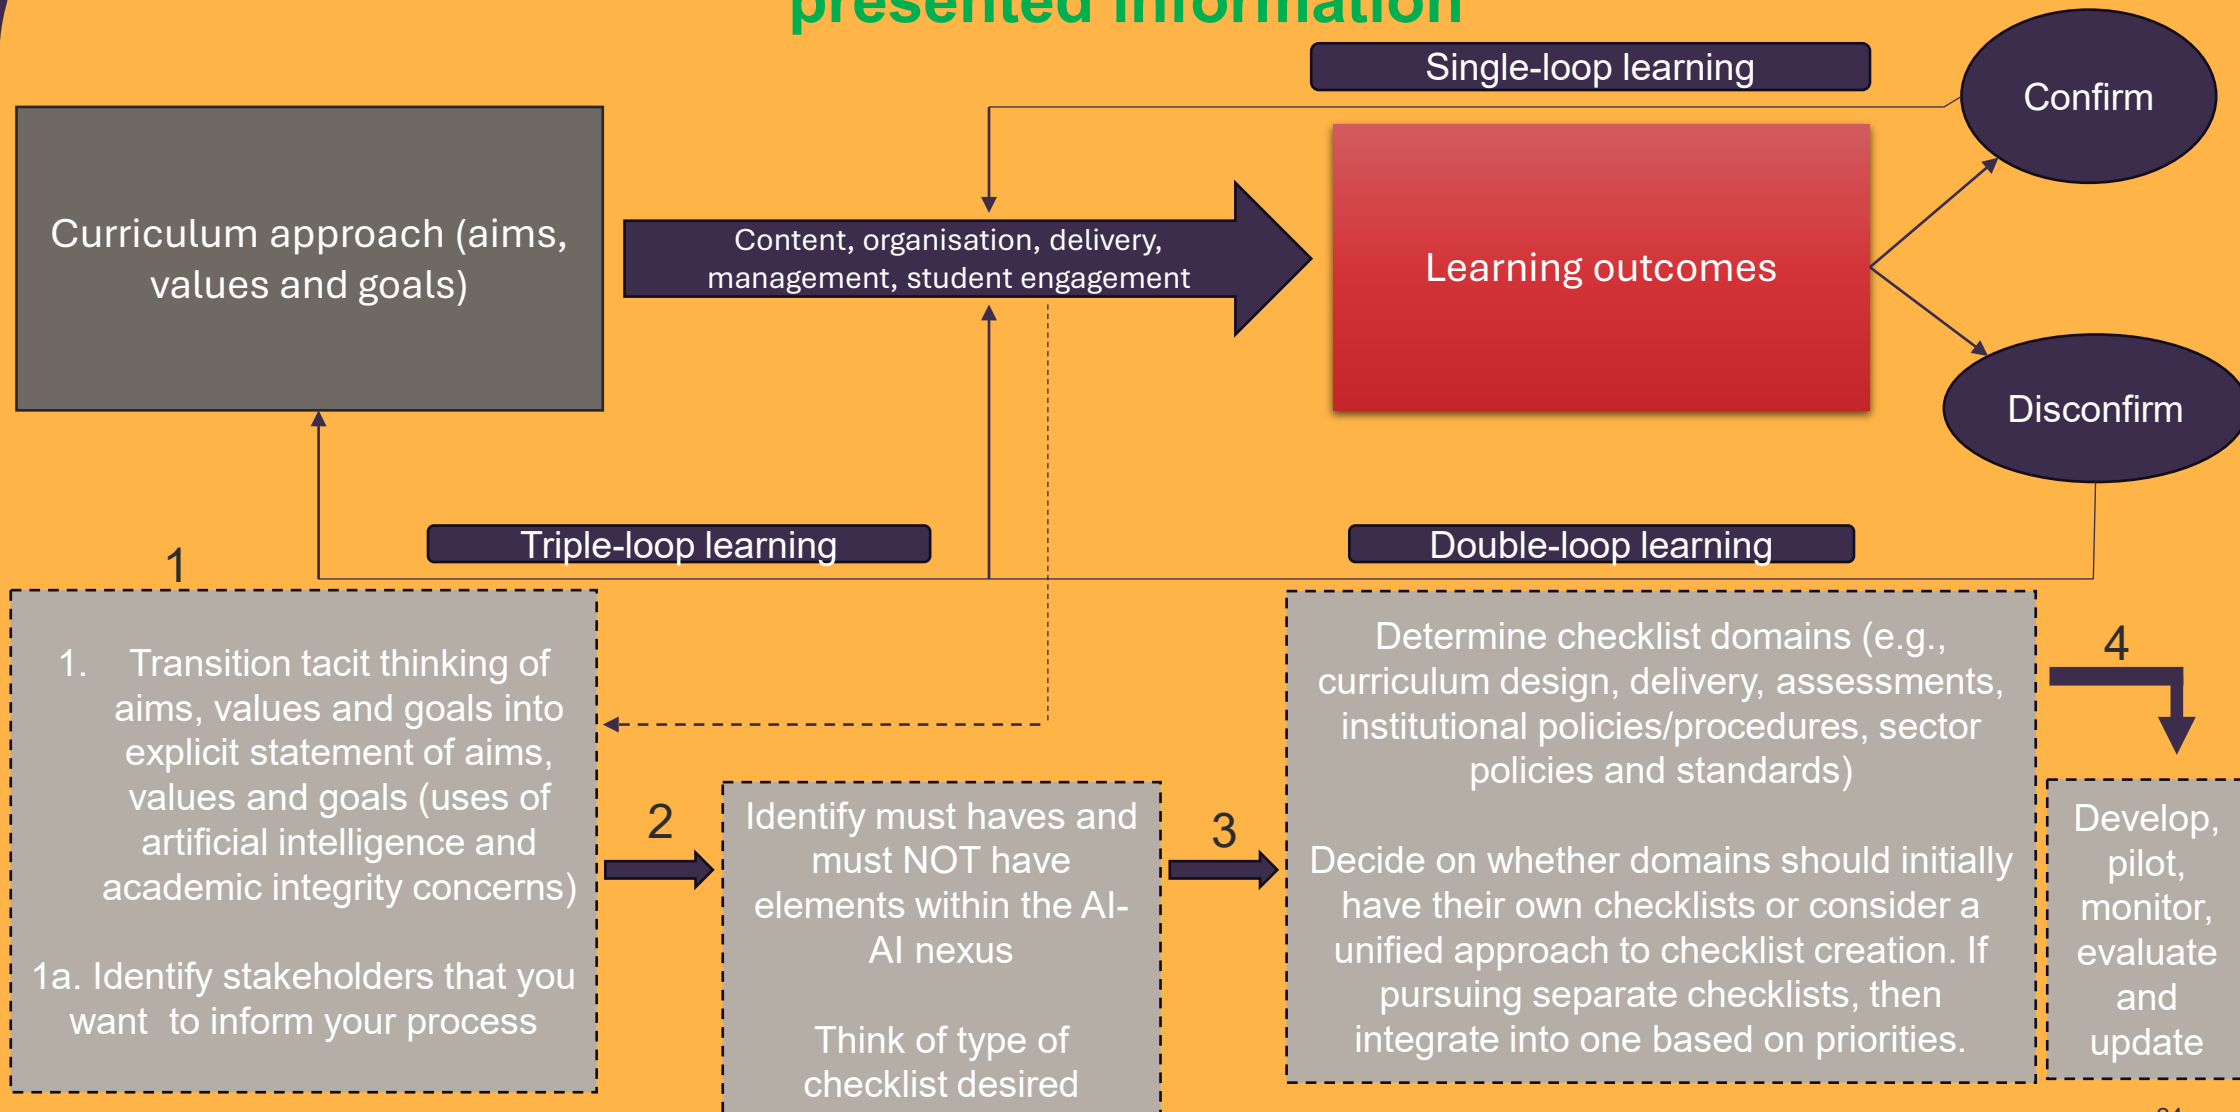 presented information
Single-loop learning
Confirm
Curriculum approach (aims,
values and goals)
Content, organisation, delivery,
management, student engagement
Learning outcomes
Disconfirm
Triple-loop learning
Double-loop learning
1
1. Transition tacit thinking of
aims, values and goals into
explicit statement of aims,
values and goals (uses of
artificial intelligence and
academic integrity concerns)
1a. Identify stakeholders that you
want to inform your process
2
Identify must haves and
must NOT have
elements within the AI-
AI nexus
Think of type of
checklist desired
3
Determine checklist domains (e.g.,
curriculum design, delivery, assessments,
institutional policies/procedures, sector
policies and standards)
Decide on whether domains should initially
have their own checklists or consider a
unified approach to checklist creation. If
pursuing separate checklists, then
integrate into one based on priorities.
4
Develop,
pilot,
monitor,
evaluate
and
update